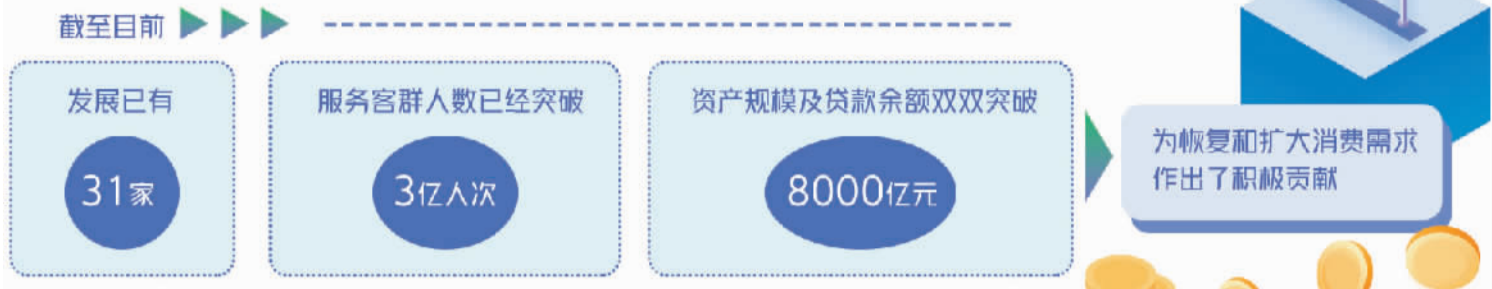 截至目前
发展已有
31家
服务客群人数已经突破
3亿人次
资产规模及贷款余额双双突破
8000亿元
为恢复和扩大消费需求
作出了积极贡献